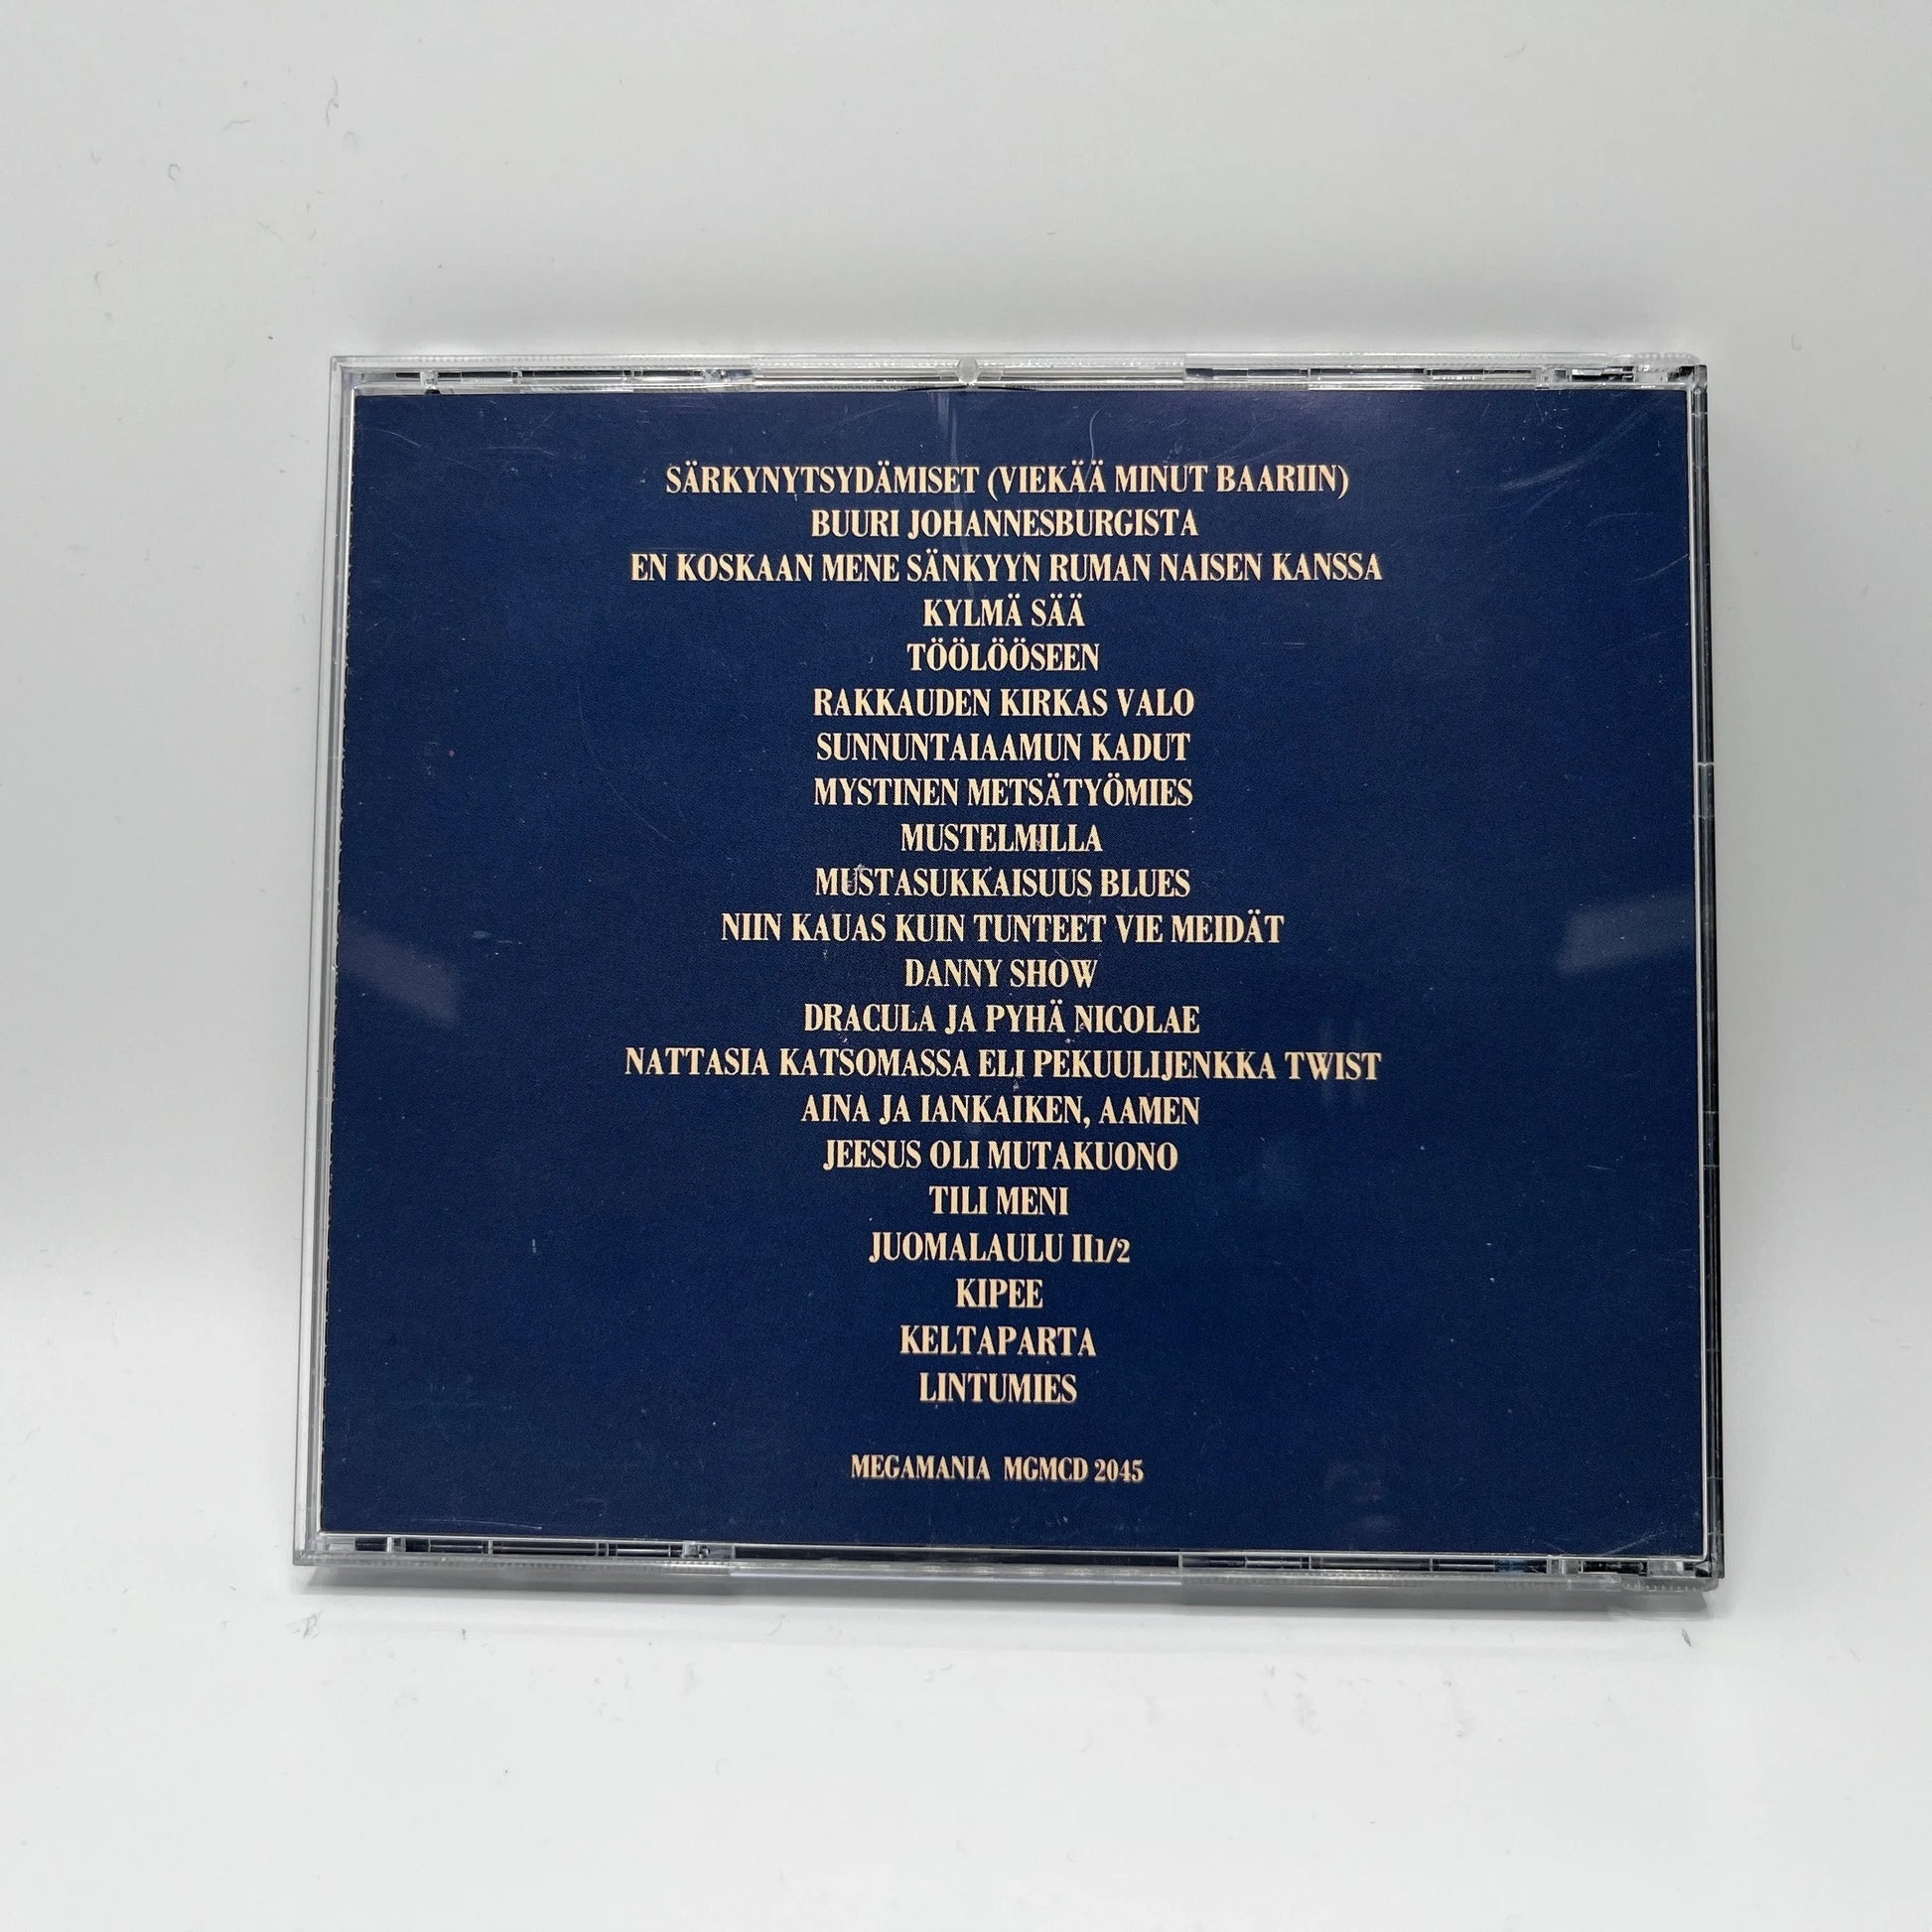 SÄRKYNYTSYDÄMISET (VIEKÄÄ MINUT BAARIIN)
BUURI JOHANNESBURGISTA
EN KOSKAAN MENE SÄNKYYN RUMAN NAISEN KANSSA
KYLMÄ SÄÄ
TÖÖLÖÖSEEN
RAKKAUDEN KIRKAS VALO
SUNNUNTAIAAMUN KADUT
MYSTINEN METSÄTYÖMIES
MUSTELMILLA
MUSTASUKKAISUUS BLUES
NIIN KAUAS KUIN TUNTEET VIE MEIDÄT
DANNY SHOW
DRACULA JA PYHÄ NICOLAE
NATTASIA KATSOMASSA ELI PEKUULIJENKKA TWIST
AINA JA IANKAIKEN, AAMEN
JEESUS OLI MUTAKUONO
TILI MENI
JUOMALAULU II1/2
KIPEE
KELTAPARTA
LINTUMIES
MEGAMANIA MGMCD 2045